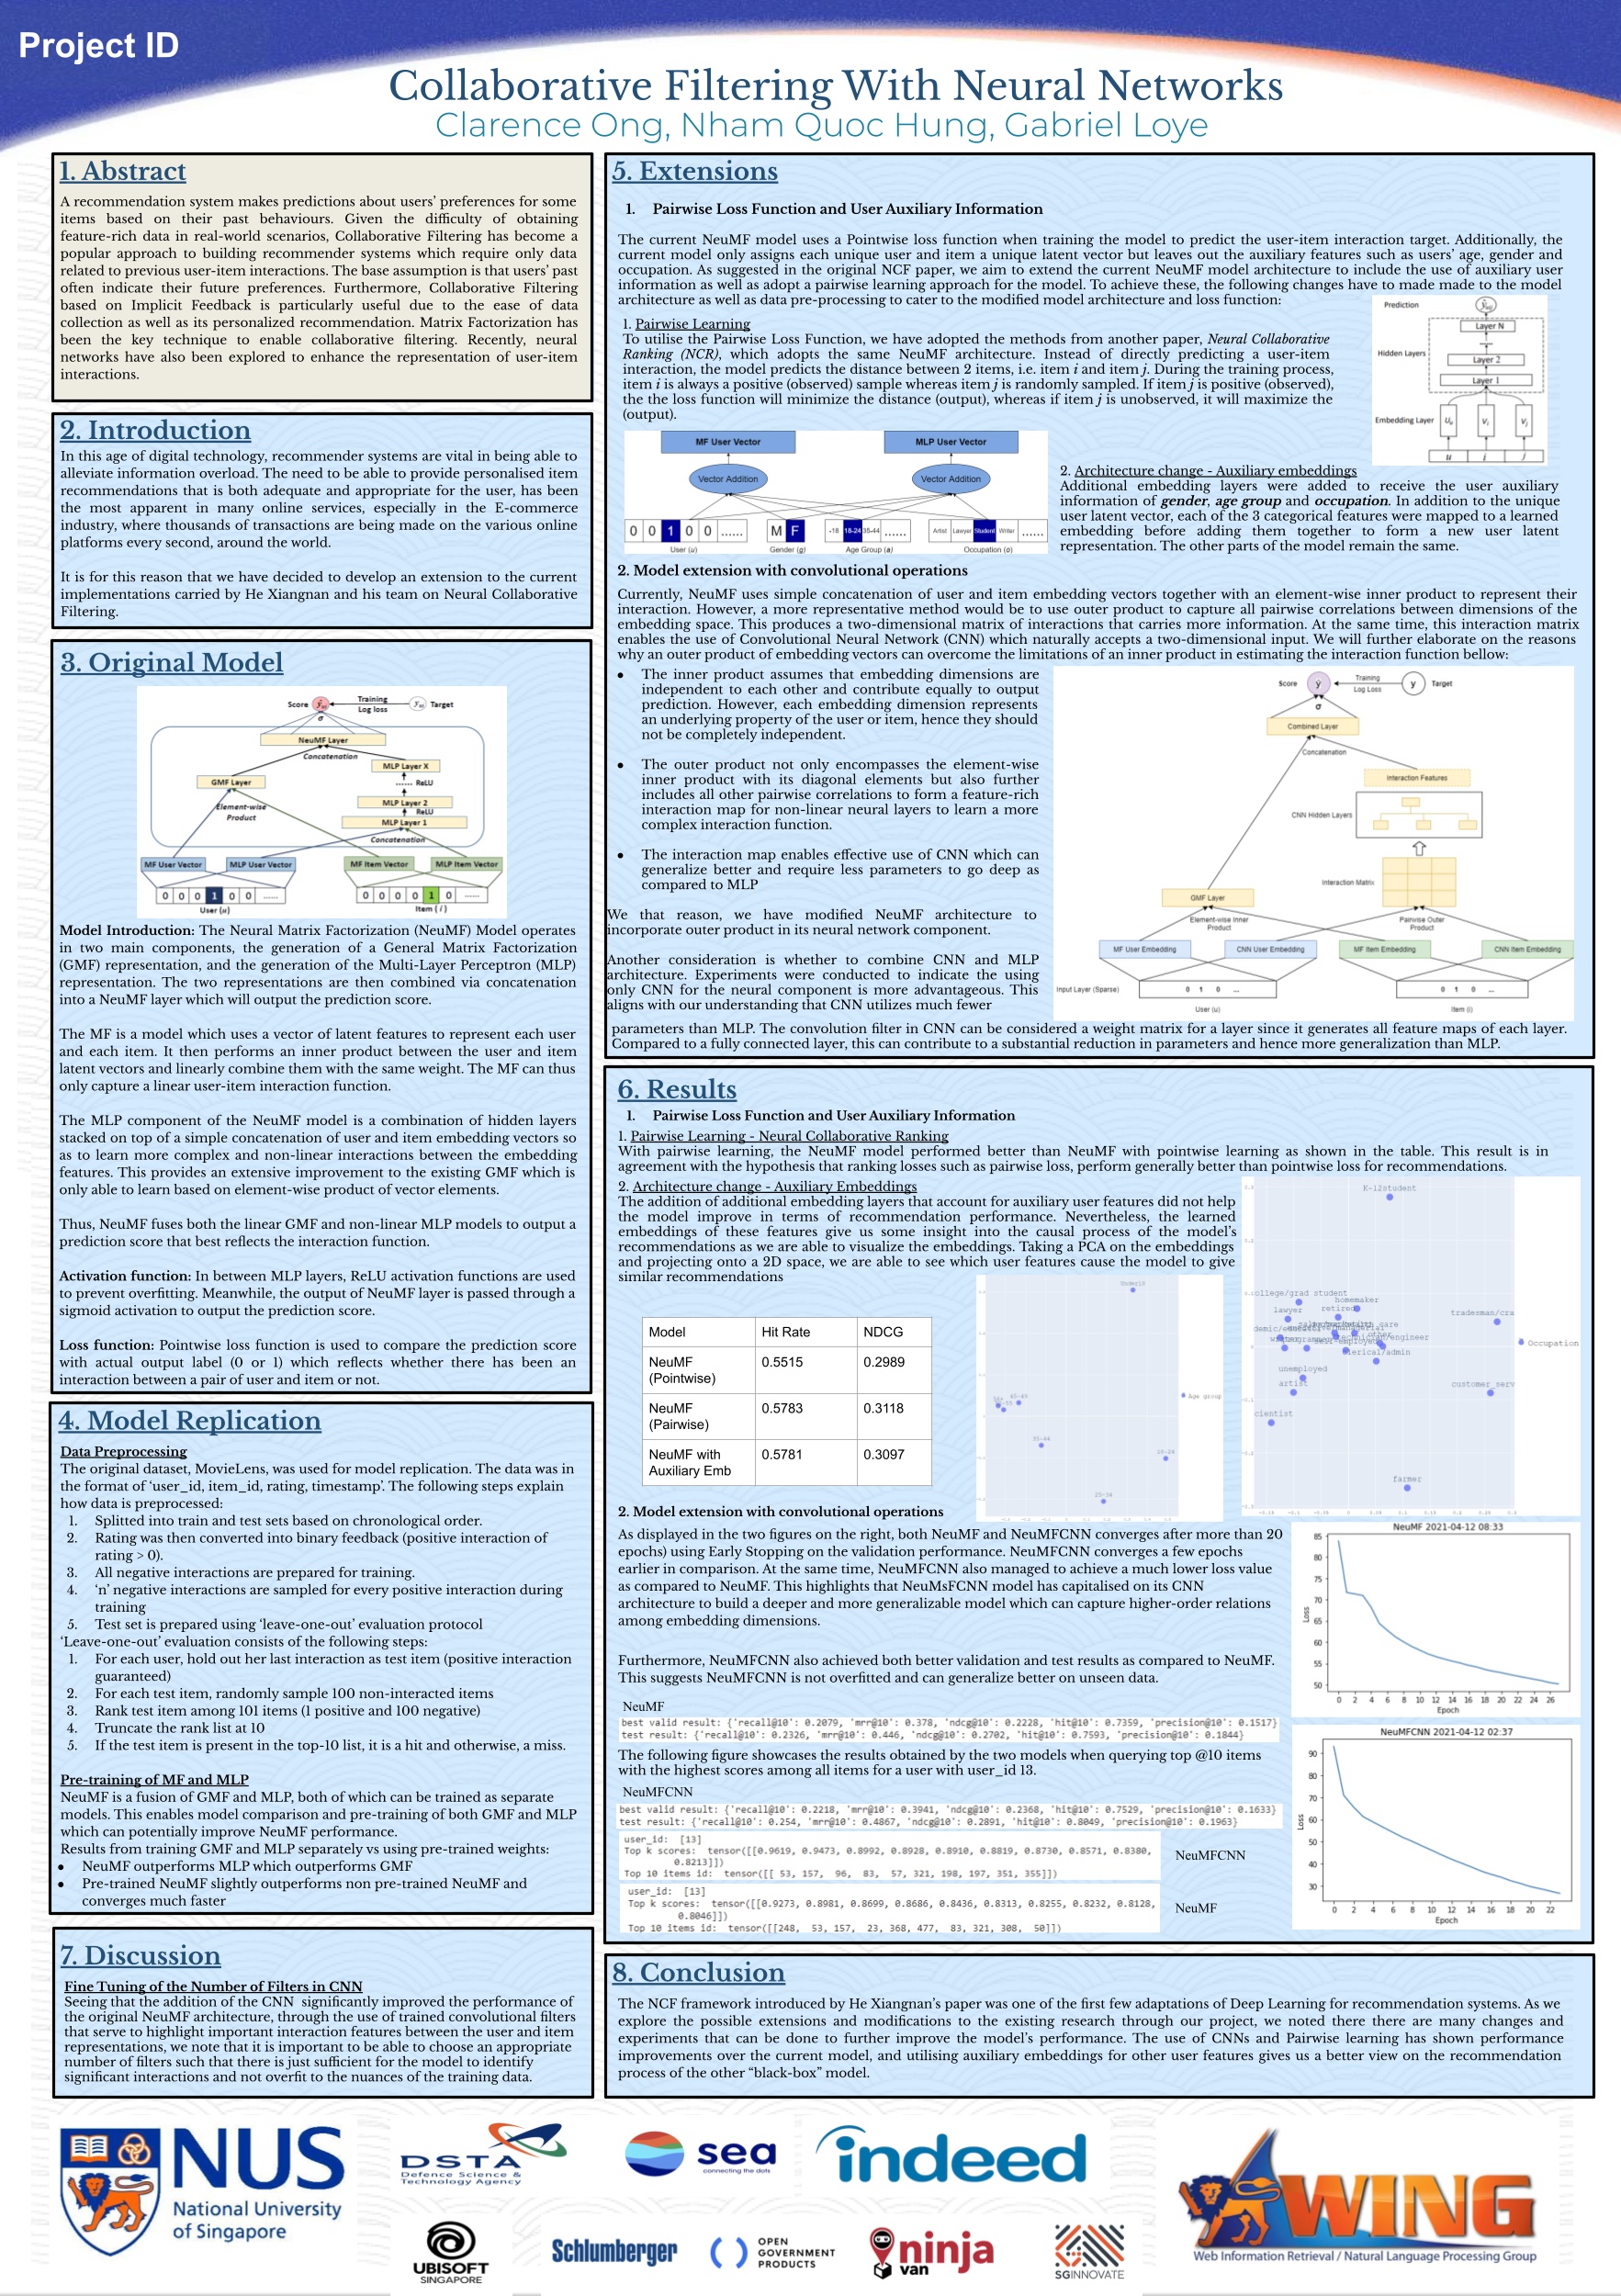 Project ID
Collaborative Filtering With Neural Networks
Clarence Ong, Nham Quoc Hung, Gabriel Loye
1. Abstract
A recommendation system makes predictions about users' preferences for some
items based on their past behaviours. Given the difficulty of obtaining
feature-rich data in real-world scenarios, Collaborative Filtering has become a
popular approach to building recommender systems which require only data
related to previous user-item interactions. The base assumption is that users' past
often indicate their future preferences. Furthermore, Collaborative Filtering
based on Implicit Feedback is particularly useful due to the ease of data
collection as well as its personalized recommendation. Matrix Factorization has
been the key technique to enable collaborative filtering. Recently, neural
networks have also been explored to enhance the representation of user-item
interactions.
2. Introduction
In this age of digital technology, recommender systems are vital in being able to
alleviate information overload. The need to be able to provide personalised item
recommendations that is both adequate and appropriate for the user, has been
the most apparent in many online services, especially in the E-commerce
industry, where thousands of transactions are being made on the various online
platforms every second, around the world.
It is for this reason that we have decided to develop an extension to the current
implementations carried by He Xiangnan and his team on Neural Collaborative
Filtering.
3. Original Model
Score Training Target
Log loss
σ
NeuMF Layer
Concatenation
MLP Layer X
GMF Layer
...... ReLU
MLP Layer 2
Element-wise
Product
ReLU
MLP Layer 1
Concatenation
MF User Vector MLP User Vector MF Item Vector MLP Item Vector
0 0 0 1 0 0 ...... 0 0 0 0 1 0 ......
User (u) Item (i)
Model Introduction: The Neural Matrix Factorization (NeuMF) Model operates
in two main components, the generation of a General Matrix Factorization
(GMF) representation, and the generation of the Multi-Layer Perceptron (MLP)
representation. The two representations are then combined via concatenation
into a NeuMF layer which will output the prediction score.
The MF is a model which uses a vector of latent features to represent each user
and each item. It then performs an inner product between the user and item
latent vectors and linearly combine them with the same weight. The MF can thus
only capture a linear user-item interaction function.
The MLP component of the NeuMF model is a combination of hidden layers
stacked on top of a simple concatenation of user and item embedding vectors so
as to learn more complex and non-linear interactions between the embedding
features. This provides an extensive improvement to the existing GMF which is
only able to learn based on element-wise product of vector elements.
Thus, NeuMF fuses both the linear GMF and non-linear MLP models to output a
prediction score that best reflects the interaction function.
Activation function: In between MLP layers, ReLU activation functions are used
to prevent overfitting. Meanwhile, the output of NeuMF layer is passed through a
sigmoid activation to output the prediction score.
Loss function: Pointwise loss function is used to compare the prediction score
with actual output label (0 or 1) which reflects whether there has been an
interaction between a pair of user and item or not.
4. Model Replication
Data Preprocessing
The original dataset, MovieLens, was used for model replication. The data was in
the format of 'user_id, item_id, rating, timestamp'. The following steps explain
how data is preprocessed:
1. Splitted into train and test sets based on chronological order.
2. Rating was then converted into binary feedback (positive interaction of
rating > 0).
3. All negative interactions are prepared for training.
4. 'n' negative interactions are sampled for every positive interaction during
training
5. Test set is prepared using 'leave-one-out' evaluation protocol
'Leave-one-out' evaluation consists of the following steps:
1. For each user, hold out her last interaction as test item (positive interaction
guaranteed)
2. For each test item, randomly sample 100 non-interacted items
3. Rank test item among 101 items (1 positive and 100 negative)
4. Truncate the rank list at 10
5. If the test item is present in the top-10 list, it is a hit and otherwise, a miss.
Pre-training of MF and MLP
NeuMF is a fusion of GMF and MLP, both of which can be trained as separate
models. This enables model comparison and pre-training of both GMF and MLP
which can potentially improve NeuMF performance.
Results from training GMF and MLP separately vs using pre-trained weights:
● NeuMF outperforms MLP which outperforms GMF
● Pre-trained NeuMF slightly outperforms non pre-trained NeuMF and
converges much faster
5. Extensions
1. Pairwise Loss Function and User Auxiliary Information
The current NeuMF model uses a Pointwise loss function when training the model to predict the user-item interaction target. Additionally, the
current model only assigns each unique user and item a unique latent vector but leaves out the auxiliary features such as users' age, gender and
occupation. As suggested in the original NCF paper, we aim to extend the current NeuMF model architecture to include the use of auxiliary user
information as well as adopt a pairwise learning approach for the model. To achieve these, the following changes have to made made to the model
architecture as well as data pre-processing to cater to the modified model architecture and loss function:
1. Pairwise Learning
To utilise the Pairwise Loss Function, we have adopted the methods from another paper, Neural Collaborative
Ranking (NCR), which adopts the same NeuMF architecture. Instead of directly predicting a user-item
interaction, the model predicts the distance between 2 items, i.e. item i and item j. During the training process,
item i is always a positive (observed) sample whereas item j is randomly sampled. If item j is positive (observed),
the the loss function will minimize the distance (output), whereas if item j is unobserved, it will maximize the
(output).
Prediction
Layer N
Hidden Layers
Layer 2
Layer 1
Embedding Layer
u i j
MF User Vector MLP User Vector
Vector Addition Vector Addition
0 0 1 0 0 ...... M F -18 18-24 35-44 ...... Artist Lawyer Student Writer ......
User (u) Gender (g) Age Group (a) Occupation (o)
2. Architecture change - Auxiliary embeddings
Additional embedding layers were added to receive the user auxiliary
information of gender, age group and occupation. In addition to the unique
user latent vector, each of the 3 categorical features were mapped to a learned
embedding before adding them together to form a new user latent
representation. The other parts of the model remain the same.
2. Model extension with convolutional operations
Currently, NeuMF uses simple concatenation of user and item embedding vectors together with an element-wise inner product to represent their
interaction. However, a more representative method would be to use outer product to capture all pairwise correlations between dimensions of the
embedding space. This produces a two-dimensional matrix of interactions that carries more information. At the same time, this interaction matrix
enables the use of Convolutional Neural Network (CNN) which naturally accepts a two-dimensional input. We will further elaborate on the reasons
why an outer product of embedding vectors can overcome the limitations of an inner product in estimating the interaction function bellow:
● The inner product assumes that embedding dimensions are
independent to each other and contribute equally to output
prediction. However, each embedding dimension represents
an underlying property of the user or item, hence they should
not be completely independent.
● The outer product not only encompasses the element-wise
inner product with its diagonal elements but also further
includes all other pairwise correlations to form a feature-rich
interaction map for non-linear neural layers to learn a more
complex interaction function.
● The interaction map enables effective use of CNN which can
generalize better and require less parameters to go deep as
compared to MLP
We that reason, we have modified NeuMF architecture to
incorporate outer product in its neural network component.
Another consideration is whether to combine CNN and MLP
architecture. Experiments were conducted to indicate the using
only CNN for the neural component is more advantageous. This
aligns with our understanding that CNN utilizes much fewer
parameters than MLP. The convolution filter in CNN can be considered a weight matrix for a layer since it generates all feature maps of each layer.
Compared to a fully connected layer, this can contribute to a substantial reduction in parameters and hence more generalization than MLP.
Score ŷ Training y Target
Log Loss
σ
Combined Layer
Concatenation
Interaction Features
CNN Hidden Layers
Interaction Matrix
GMF Layer
Element-wise Inner
Product
Pairwise Outer
Product
MF User Embedding CNN User Embedding MF Item Embedding CNN Item Embedding
Input Layer (Sparse) 0 1 0 ... 0 1 0 ...
User (u) Item (i)
6. Results
1. Pairwise Loss Function and User Auxiliary Information
1. Pairwise Learning - Neural Collaborative Ranking
With pairwise learning, the NeuMF model performed better than NeuMF with pointwise learning as shown in the table. This result is in
agreement with the hypothesis that ranking losses such as pairwise loss, perform generally better than pointwise loss for recommendations.
2. Architecture change - Auxiliary Embeddings
The addition of additional embedding layers that account for auxiliary user features did not help
the model improve in terms of recommendation performance. Nevertheless, the learned
embeddings of these features give us some insight into the causal process of the model's
recommendations as we are able to visualize the embeddings. Taking a PCA on the embeddings
and projecting onto a 2D space, we are able to see which user features cause the model to give
similar recommendations
Model Hit Rate NDCG
NeuMF
(Pointwise) 0.5515 0.2989
NeuMF
(Pairwise) 0.5783 0.3118
NeuMF with
Auxiliary Emb 0.5781 0.3097
Under18
45-49
35-44
18-24
25-34
Age group
K-12student
college/grad student
homemaker
lawyer
retired
tradesman/cra
Occupation
clerical/admin
unemployed
artist
customer_serv
cientist
farmer
2. Model extension with convolutional operations
As displayed in the two figures on the right, both NeuMF and NeuMFCNN converges after more than 20
epochs) using Early Stopping on the validation performance. NeuMFCNN converges a few epochs
earlier in comparison. At the same time, NeuMFCNN also managed to achieve a much lower loss value
as compared to NeuMF. This highlights that NeuMsFCNN model has capitalised on its CNN
architecture to build a deeper and more generalizable model which can capture higher-order relations
among embedding dimensions.
Furthermore, NeuMFCNN also achieved both better validation and test results as compared to NeuMF.
This suggests NeuMFCNN is not overfitted and can generalize better on unseen data.
NeuMF
best valid result: {'recall@10': 0.2079, 'mrr@10': 0.378, 'ndcg@10': 0.2228, 'hit@10': 0.7359, 'precision@10': 0.1517}
test result: {'recall@10': 0.2326, 'mrr@10': 0.446, 'ndcg@10': 0.2702, 'hit@10': 0.7593, 'precision@10': 0.1844}
The following figure showcases the results obtained by the two models when querying top @10 items
with the highest scores among all items for a user with user_id 13.
NeuMFCNN
best valid result: {'recall@10': 0.2218, 'mrr@10': 0.3941, 'ndcg@10': 0.2368, 'hit@10': 0.7529, 'precision@10': 0.1633}
test result: {'recall@10': 0.254, 'mrr@10': 0.4867, 'ndcg@10': 0.2891, 'hit@10': 0.8049, 'precision@10': 0.1963}
user_id: [13]
Top k scores: tensor([[0.9619, 0.9473, 0.8992, 0.8928, 0.8910, 0.8819, 0.8730, 0.8571, 0.8380,
0.8213]])
Top 10 items id: tensor([[ 53, 157, 96, 83, 57, 321, 198, 197, 351, 355]])
NeuMFCNN
user_id: [13]
Top k scores: tensor([[0.9273, 0.8981, 0.8699, 0.8686, 0.8436, 0.8313, 0.8255, 0.8232, 0.8128,
0.8046]])
Top 10 items id: tensor([[248, 53, 157, 23, 368, 477, 83, 321, 308, 50]])
NeuMF
NeuMF 2021-04-12 08:33
85
80
75
70
65
60
55
50
Loss
0 2 4 6 8 10 12 14 16 18 20 22 24 26
Epoch
NeuMFCNN 2021-04-12 02:37
90
80
70
60
50
40
30
Loss
0 2 4 6 8 10 12 14 16 18 20 22
Epoch
7. Discussion
Fine Tuning of the Number of Filters in CNN
Seeing that the addition of the CNN significantly improved the performance of
the original NeuMF architecture, through the use of trained convolutional filters
that serve to highlight important interaction features between the user and item
representations, we note that it is important to be able to choose an appropriate
number of filters such that there is just sufficient for the model to identify
significant interactions and not overfit to the nuances of the training data.
8. Conclusion
The NCF framework introduced by He Xiangnan's paper was one of the first few adaptations of Deep Learning for recommendation systems. As we
explore the possible extensions and modifications to the existing research through our project, we noted there there are many changes and
experiments that can be done to further improve the model's performance. The use of CNNs and Pairwise learning has shown performance
improvements over the current model, and utilising auxiliary embeddings for other user features gives us a better view on the recommendation
process of the other "black-box" model.
NUS
National University
of Singapore
DSTA
Defence Science &
Technology Agency
sea
connecting the dots
indeed
UBISOFT
SINGAPORE
Schlumberger
OPEN
GOVERNMENT
PRODUCTS
ninja
van
SGINNOVATE
WING
Web Information Retrieval / Natural Language Processing Group